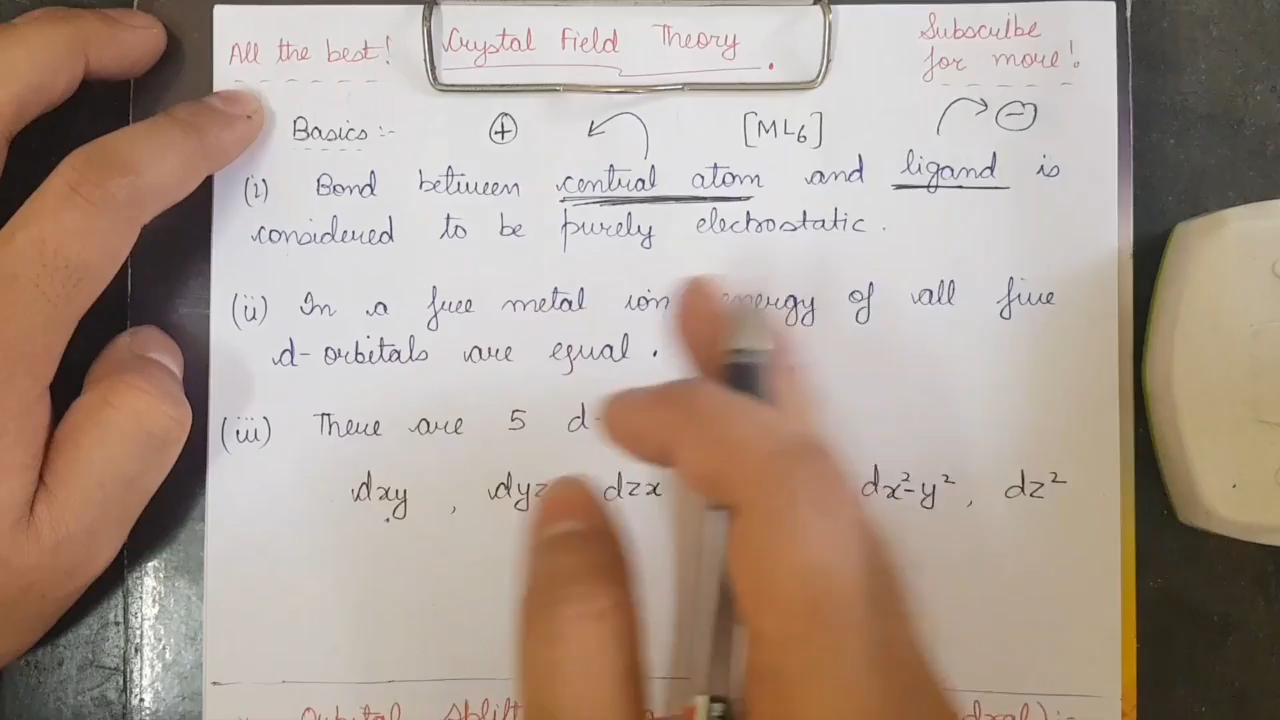 All the best!
Crystal Field Theory.
Subscribe
for more!
Basics :-
⊕
[ML6]
⊖
(i) Bond between central atom and ligand is
considered to be purely electrostatic.
(ii) In a free metal ion energy of all five
d-orbitals are equal.
(iii) There are 5 d-
dxy, dyz dzx dx²-y², dz²
Orbital